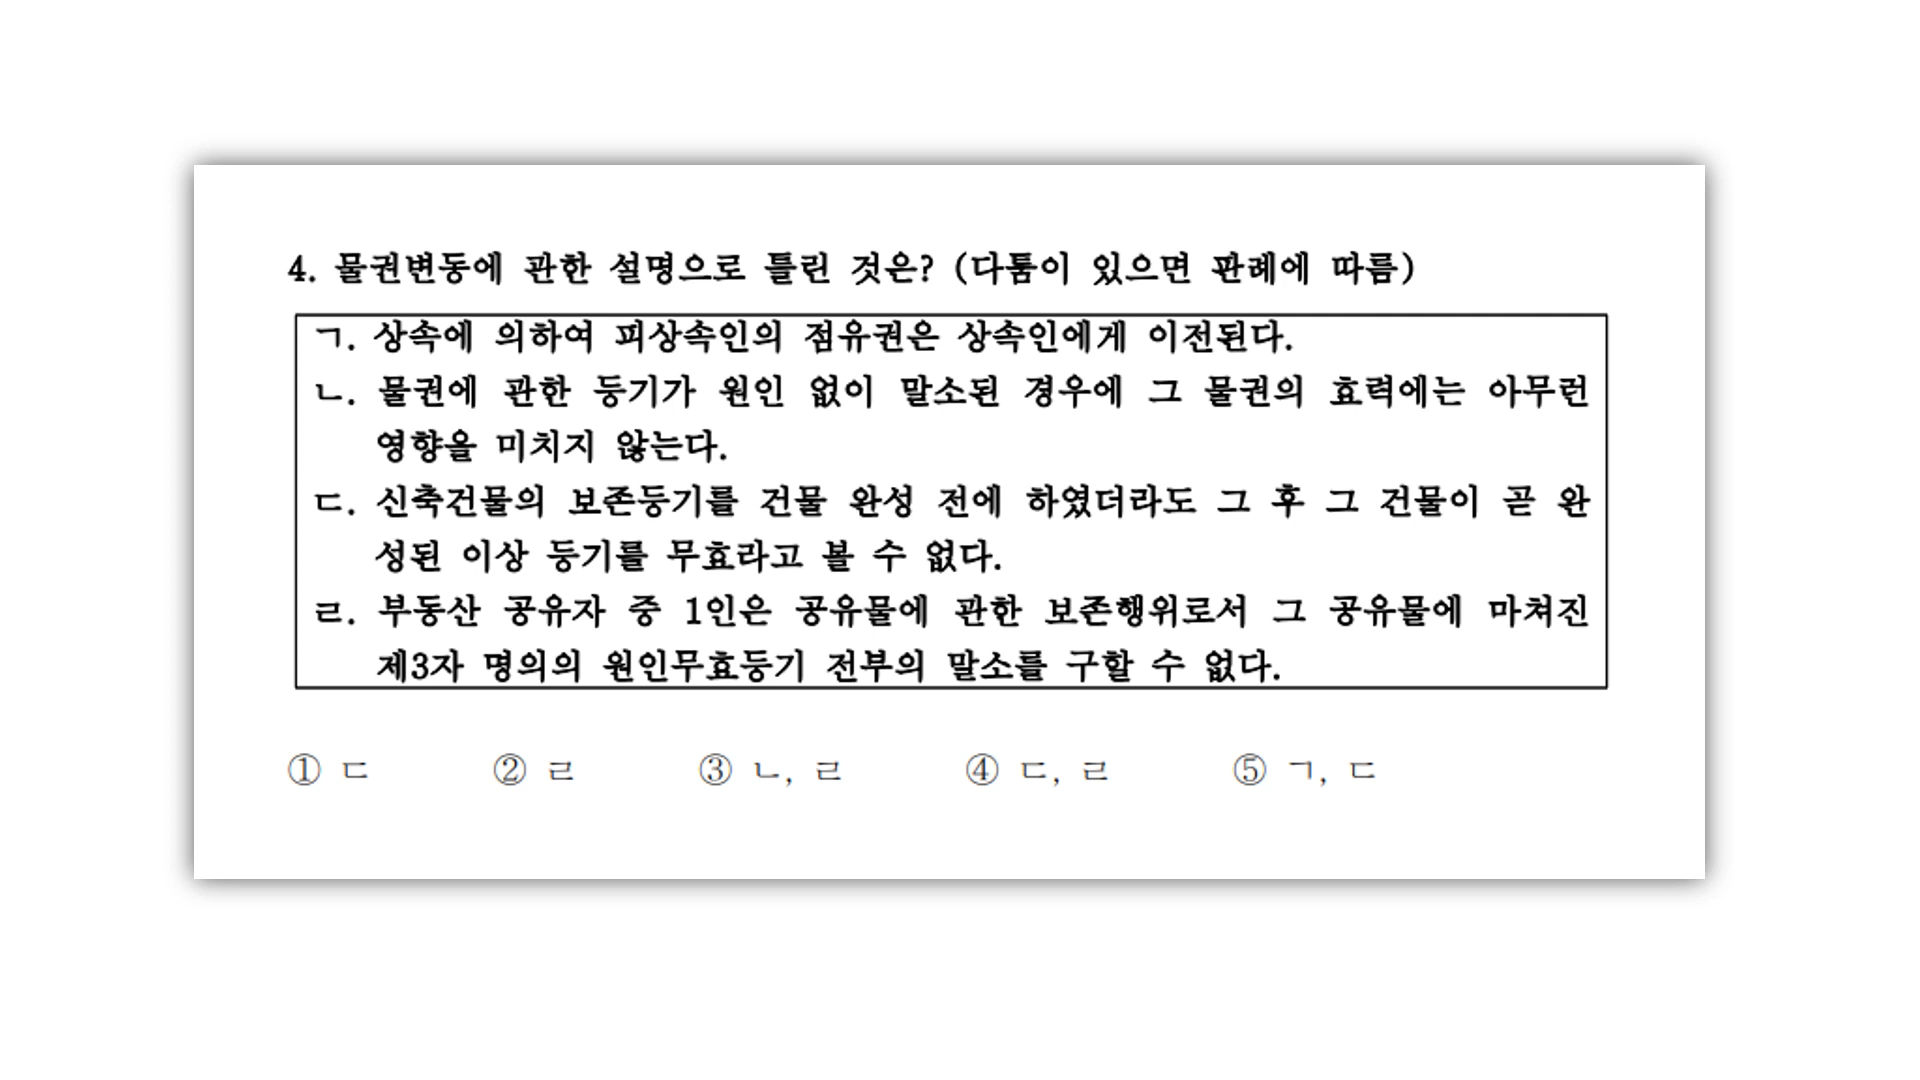 4. 물권변동에 관한 설명으로 틀린 것은? (다툼이 있으면 판례에 따름)
ㄱ. 상속에 의하여 피상속인의 점유권은 상속인에게 이전된다.
ㄴ. 물권에 관한 등기가 원인 없이 말소된 경우에 그 물권의 효력에는 아무런
영향을 미치지 않는다.
ㄷ. 신축건물의 보존등기를 건물 완성 전에 하였더라도 그 후 그 건물이 곧 완
성된 이상 등기를 무효라고 볼 수 없다.
ㄹ. 부동산 공유자 중 1인은 공유물에 관한 보존행위로서 그 공유물에 마쳐진
제3자 명의의 원인무효등기 전부의 말소를 구할 수 없다.
① ㄷ ② ㄹ ③ ㄴ, ㄹ ④ ㄷ, ㄹ ⑤ ㄱ, ㄷ